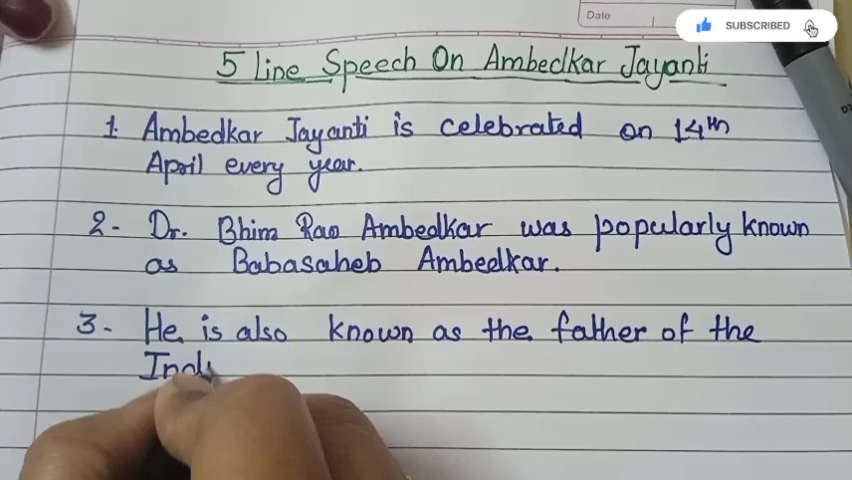 Date
SUBSCRIBED
5 Line Speech On Ambedkar Jayanti
1. Ambedkar Jayanti is celebrated on 14th
April every year.
2- Dr. Bhim Rao Ambedkar was popularly known
as Babasaheb Ambedkar.
3- He is also known as the father of the
Indi